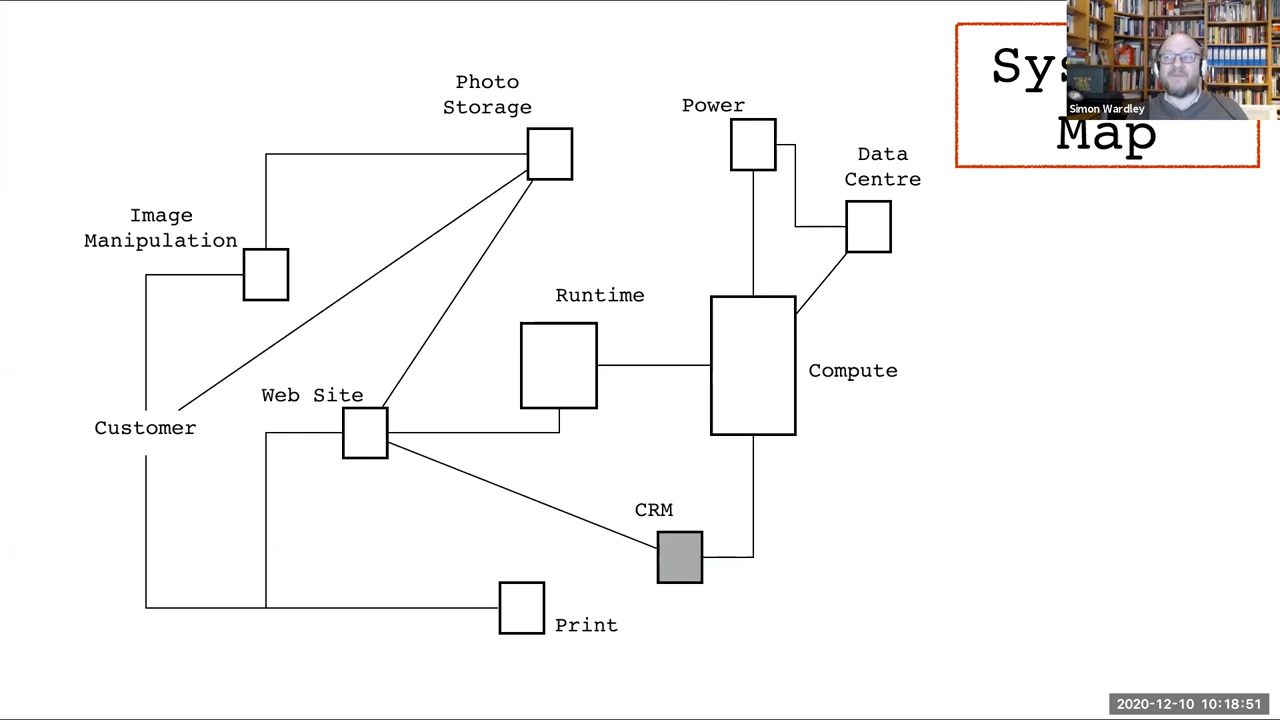 Photo
Storage
Power
Sys
Simon Wardley
Map
Data
Centre
Image
Manipulation
Runtime
Compute
Web Site
Customer
CRM
Print
2020-12-10 10:18:51